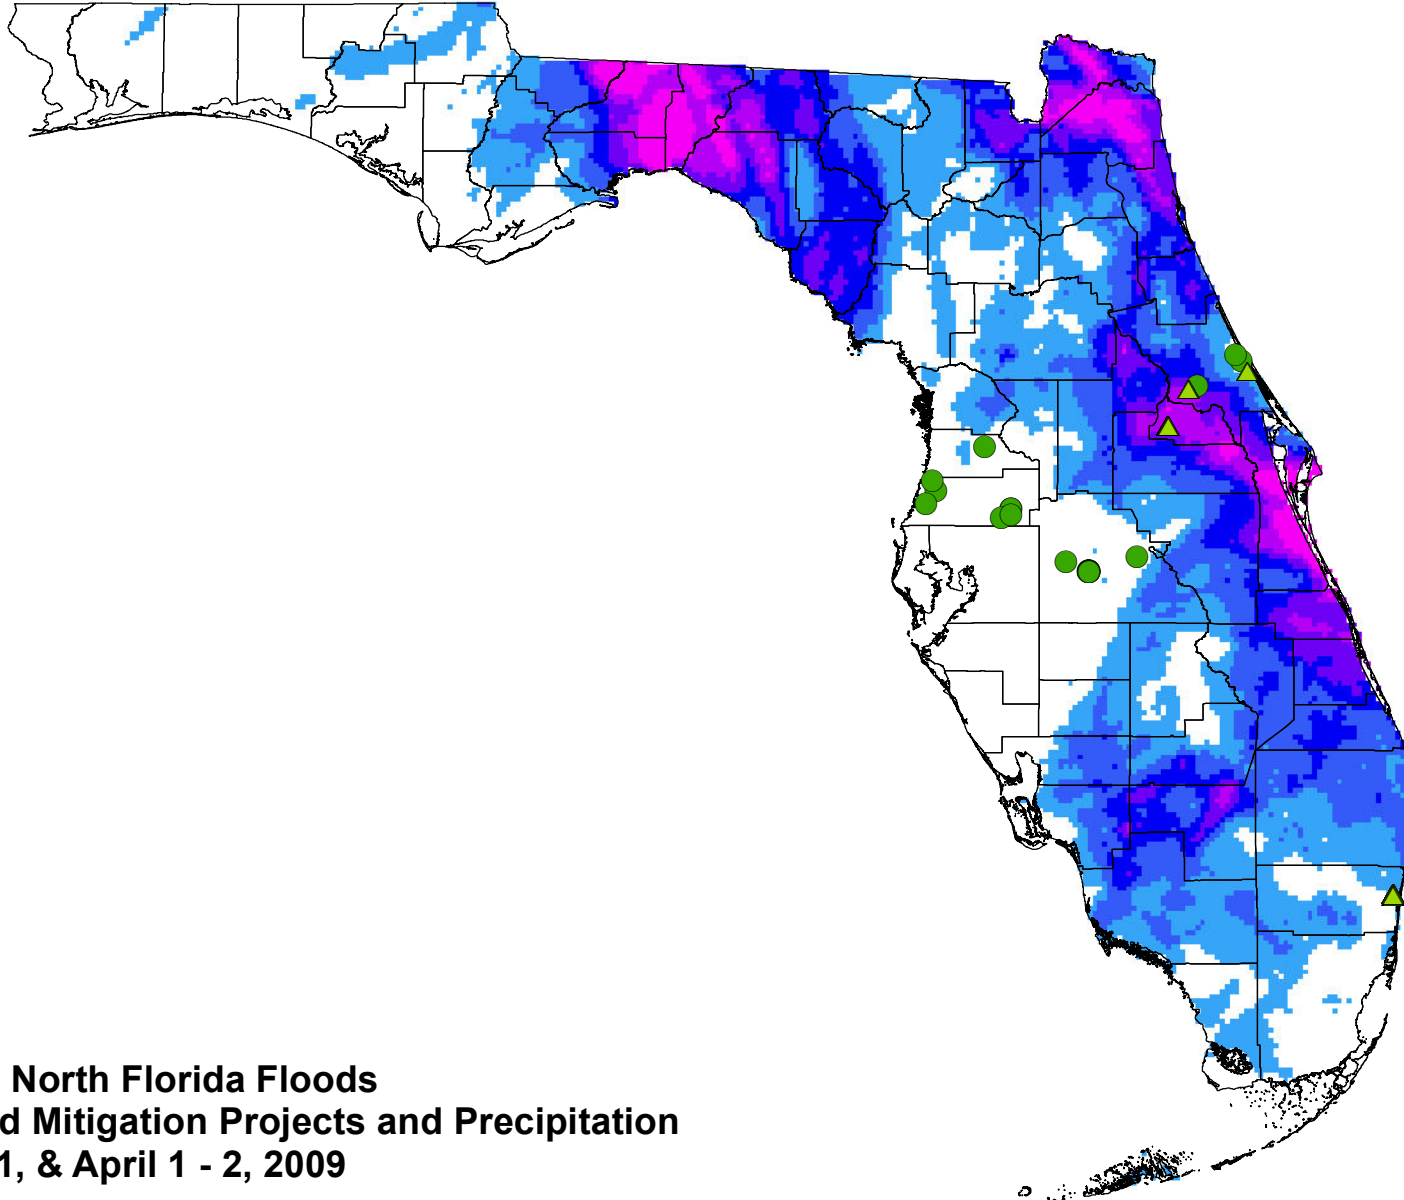 North Florida Floods
d Mitigation Projects and Precipitation
1, & April 1 - 2, 2009